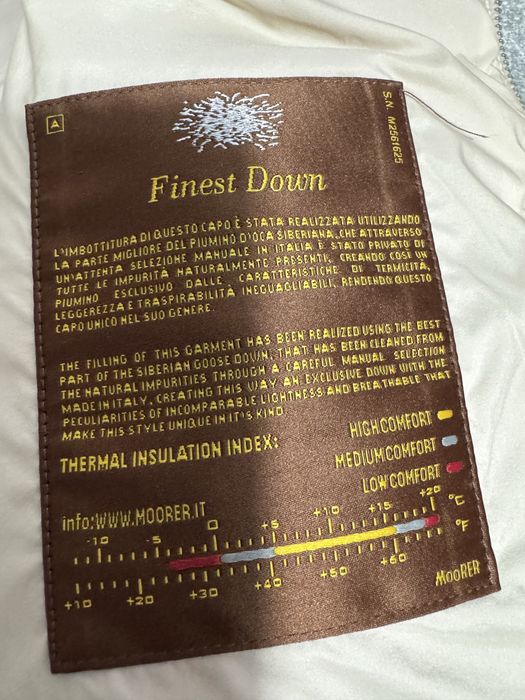 A
S.N. M2561625
Finest Down
L'IMBOTTITURA DI QUESTO CAPO È STATA REALIZZATA UTILIZZANDO
LA PARTE MIGLIORE DEL PIUMINO D'OCA SIBERIANA, CHE ATTRAVERSO
UN'ATTENTA SELEZIONE MANUALE IN ITALIA È STATO PRIVATO DI
TUTTE LE IMPURITÀ NATURALMENTE PRESENTI, CREANDO COSÌ UN
PIUMINO ESCLUSIVO DALLE CARATTERISTICHE DI TERMICITÀ,
LEGGEREZZA E TRASPIRABILITÀ INEGUAGLIABILI, RENDENDO QUESTO
CAPO UNICO NEL SUO GENERE.
THE FILLING OF THIS GARMENT HAS BEEN REALIZED USING THE BEST
PART OF THE SIBERIAN GOOSE DOWN, THAT HAS BEEN CLEANED FROM
THE NATURAL IMPURITIES THROUGH A CAREFUL MANUAL SELECTION
MADE IN ITALY, CREATING THIS WAY AN EXCLUSIVE DOWN WITH THE
PECULIARITIES OF INCOMPARABLE LIGHTNESS AND BREATHABLE THAT
MAKE THIS STYLE UNIQUE IN IT'S KIND
THERMAL INSULATION INDEX:
HIGH COMFORT
MEDIUM COMFORT
LOW COMFORT
info: WWW.MOORER.IT
-10 -5 0 +5 +10 +15 +20 °C
+10 +20 +30 +40 +50 +60 °F
MOORER